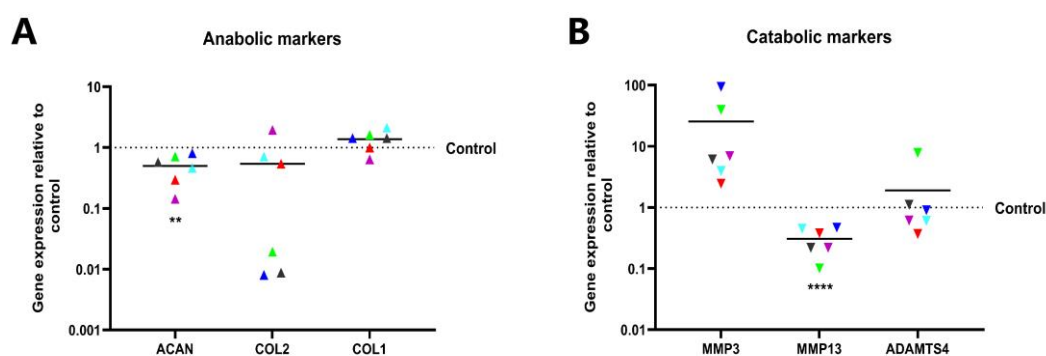 A
Anabolic markers
Gene expression relative to
control
10
1
0.1
0.01
0.001
Control
**
ACAN
COL2
COL1
B
Catabolic markers
Gene expression relative to
control
100
10
1
0.1
0.01
Control
****
MMP3
MMP13
ADAMTS4